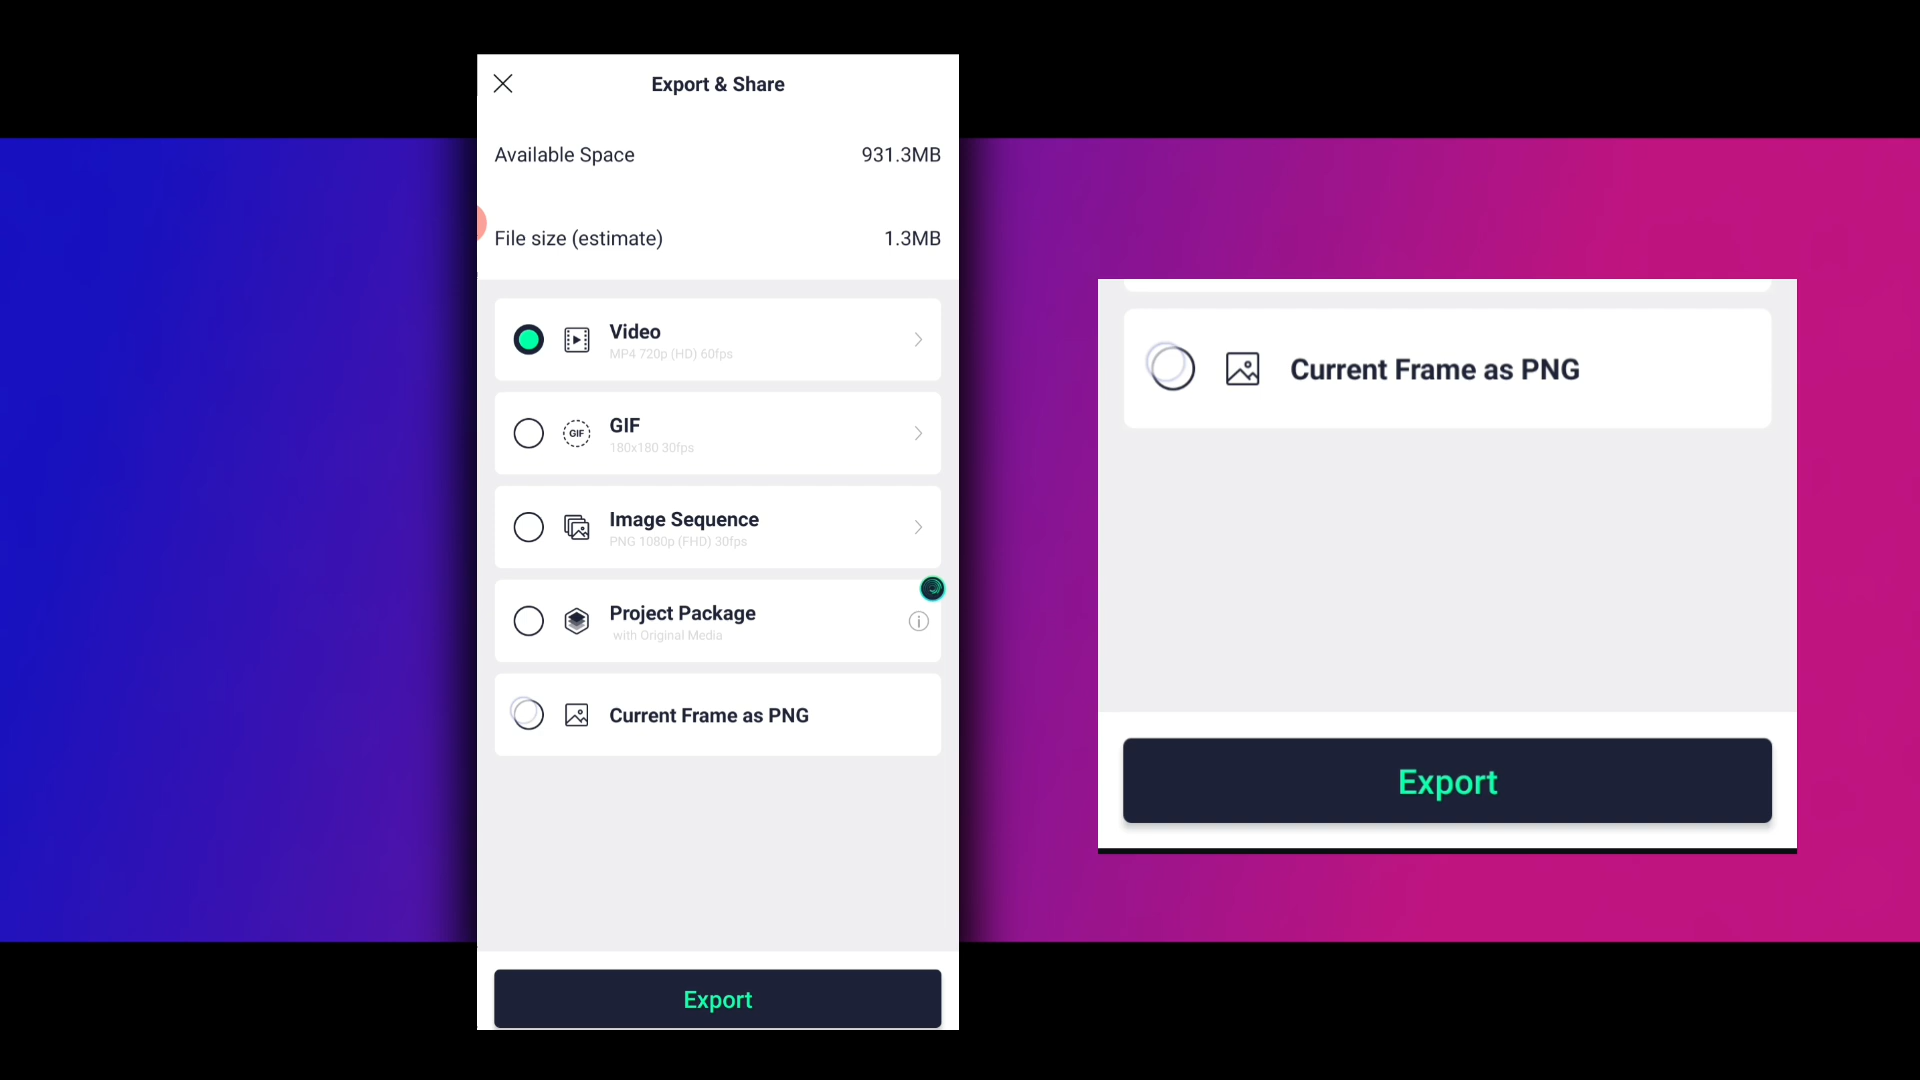 Export & Share
Available Space 931.3MB
File size (estimate) 1.3MB
Video
MP4 720p (HD) 60fps
GIF
GIF
180x180 30fps
Image Sequence
PNG 1080p (FHD) 30fps
Project Package
with Original Media
Current Frame as PNG
Export
Current Frame as PNG
Export